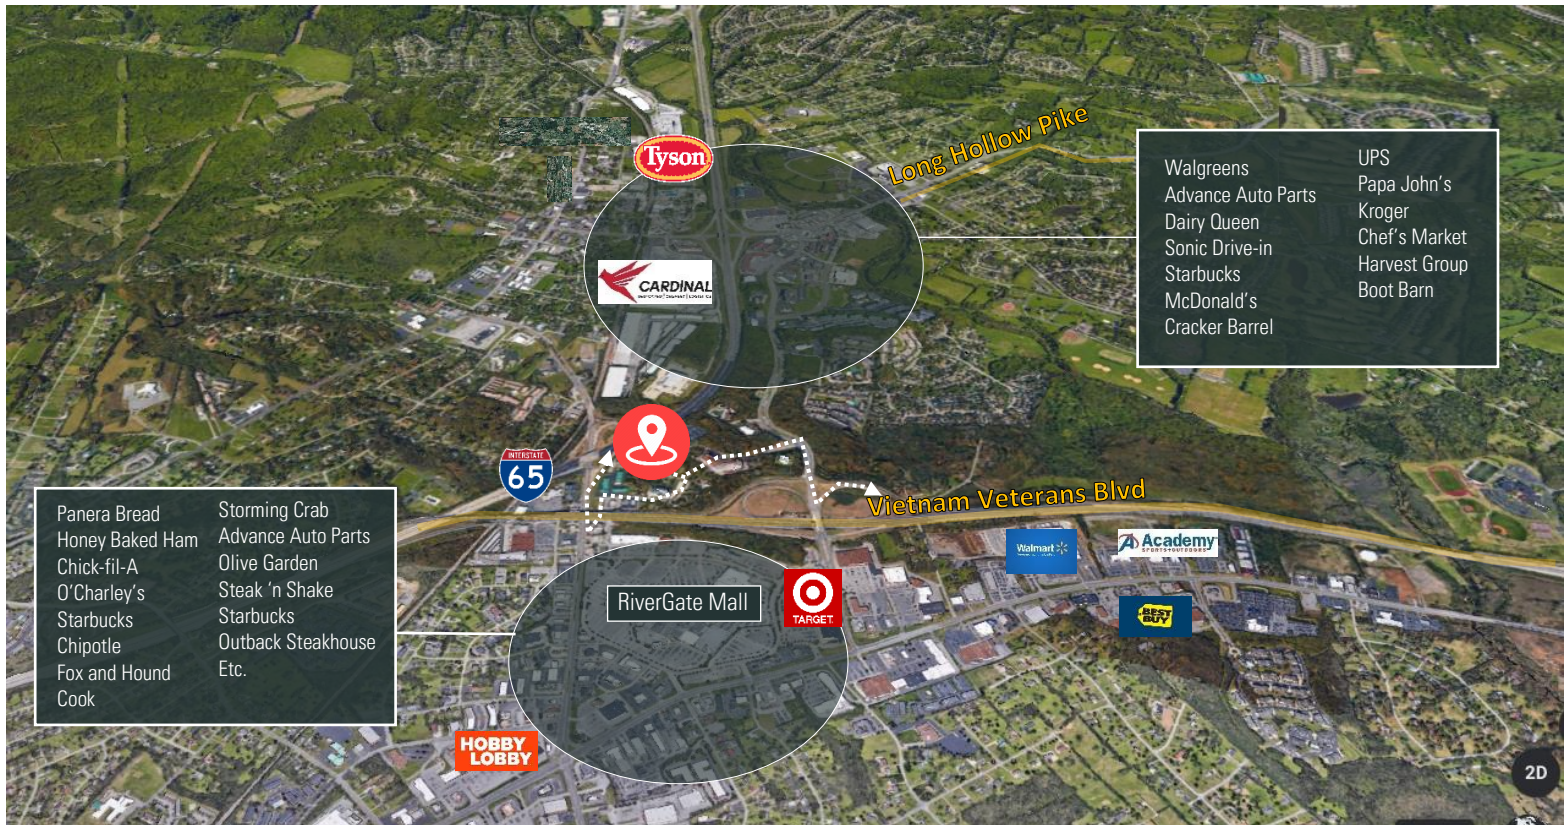 Tyson
Long Hollow Pike
Walgreens
Advance Auto Parts
Dairy Queen
Sonic Drive-in
Starbucks
McDonald's
Cracker Barrel
UPS
Papa John's
Kroger
Chef's Market
Harvest Group
Boot Barn
CARDINAL
INTERSTATE
65
Vietnam Veterans Blvd
Panera Bread
Honey Baked Ham
Chick-fil-A
O'Charley's
Starbucks
Chipotle
Fox and Hound
Cook
Storming Crab
Advance Auto Parts
Olive Garden
Steak 'n Shake
Starbucks
Outback Steakhouse
Etc.
Walmart
Academy
SPORTS+OUTDOORS
RiverGate Mall
TARGET
BEST
BUY
HOBBY
LOBBY
2D